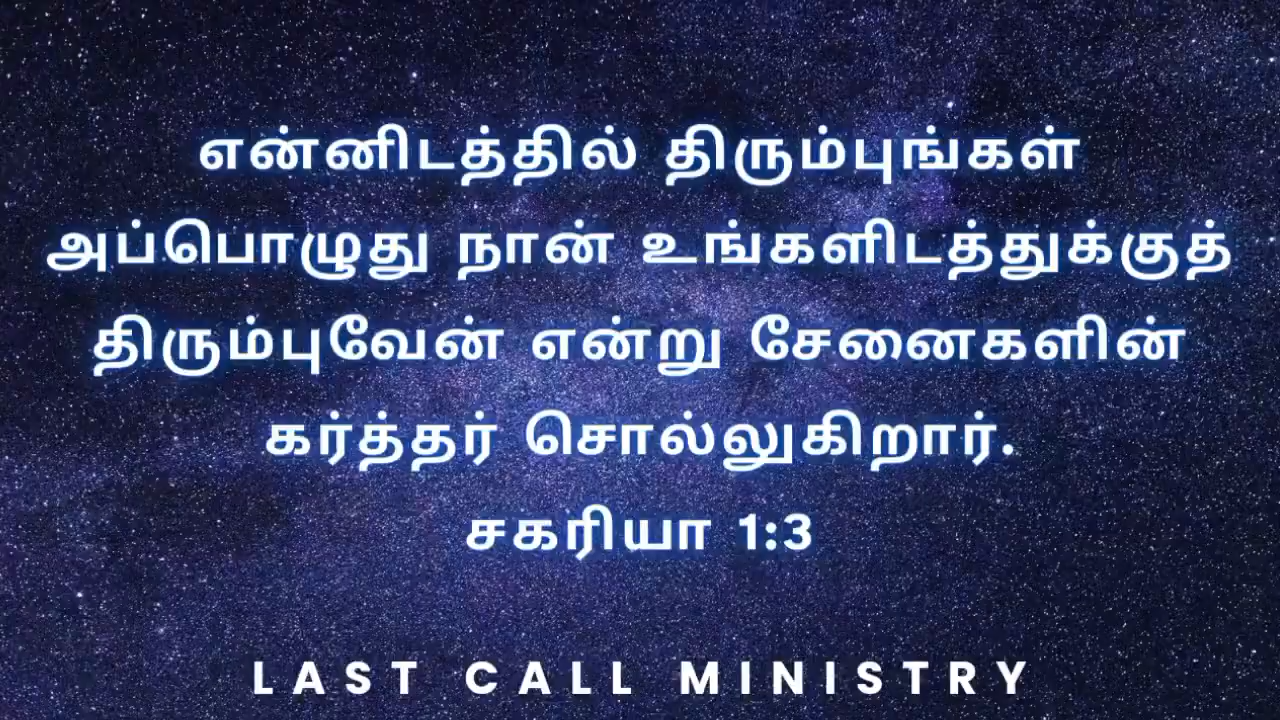 என்னிடத்தில் திரும்புங்கள்
அப்பொழுது நான் உங்களிடத்துக்குத்
திரும்புவேன் என்று சேனைகளின்
கர்த்தர் சொல்லுகிறார்.
சகரியா 1:3
LAST CALL MINISTRY